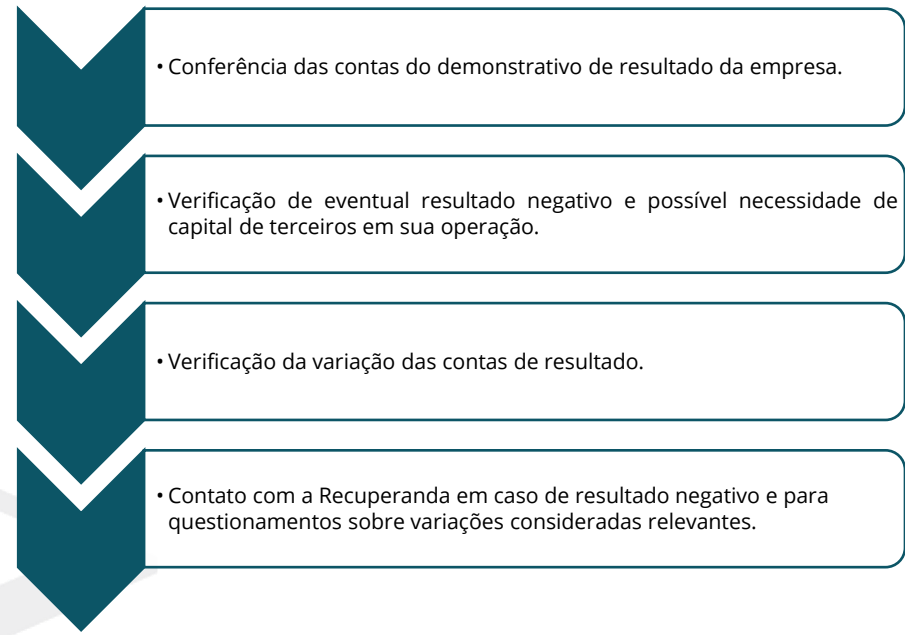 • Conferência das contas do demonstrativo de resultado da empresa.
• Verificação de eventual resultado negativo e possível necessidade de
capital de terceiros em sua operação.
• Verificação da variação das contas de resultado.
• Contato com a Recuperanda em caso de resultado negativo e para
questionamentos sobre variações consideradas relevantes.